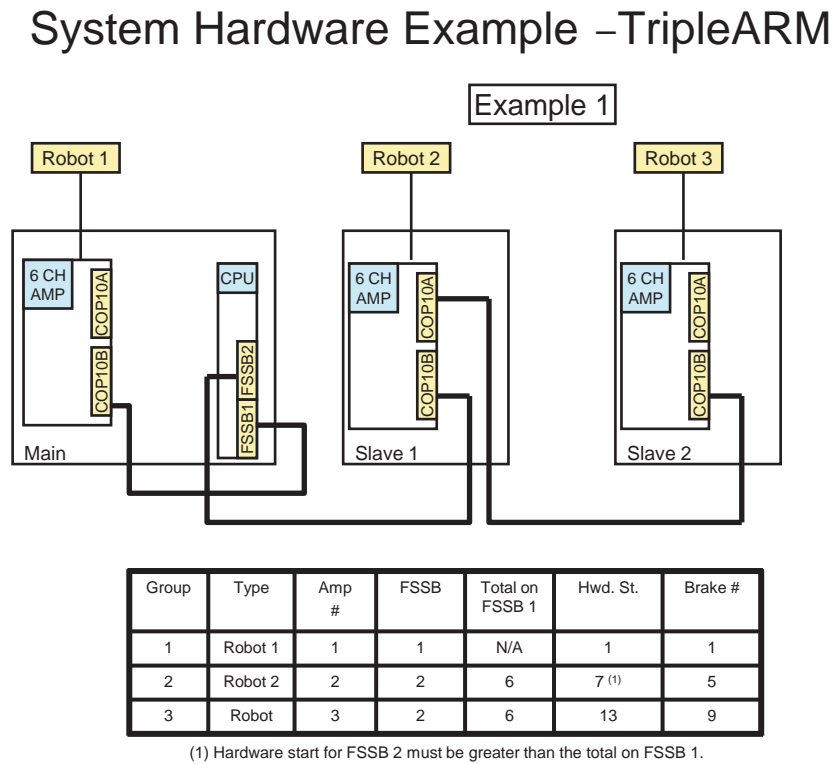 System Hardware Example –TripleARM
Example 1
Robot 1
Robot 2
Robot 3
6 CH
AMP
COP10A
COP10B
CPU
FSSB2
FSSB1
Main
6 CH
AMP
COP10A
COP10B
Slave 1
6 CH
AMP
COP10A
COP10B
Slave 2
Group Type Amp # FSSB Total on FSSB 1 Hwd. St. Brake #
1 Robot 1 1 1 N/A 1 1
2 Robot 2 2 2 6 7 (1) 5
3 Robot 3 2 6 13 9
(1) Hardware start for FSSB 2 must be greater than the total on FSSB 1.